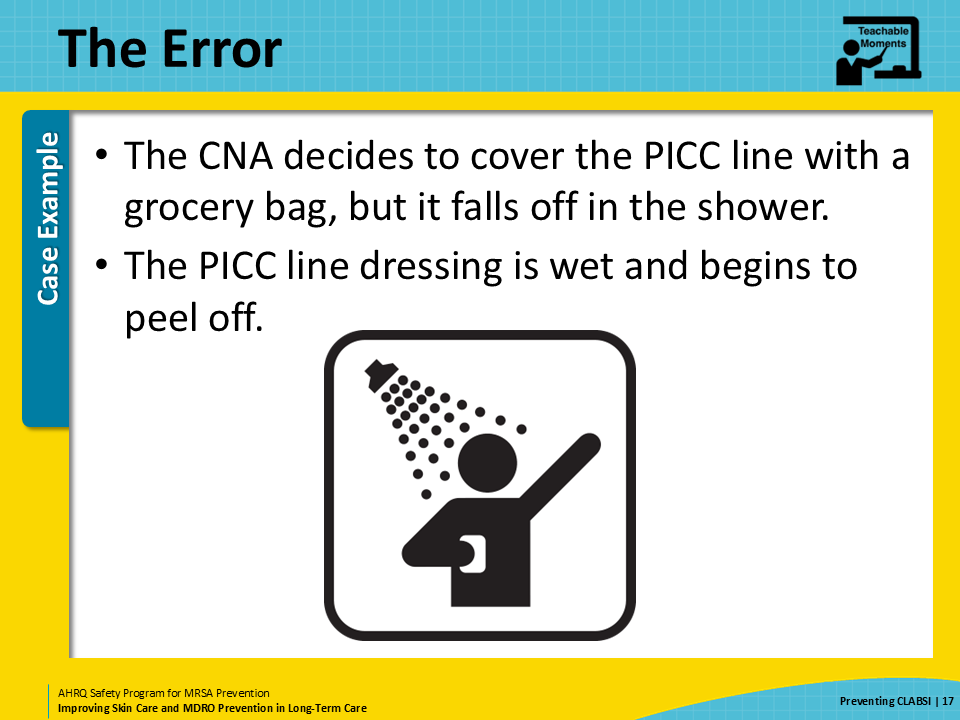 The Error
Teachable
Moments
Case Example
• The CNA decides to cover the PICC line with a
grocery bag, but it falls off in the shower.
• The PICC line dressing is wet and begins to
peel off.
AHRQ Safety Program for MRSA Prevention
Improving Skin Care and MDRO Prevention in Long-Term Care
Preventing CLABSI | 17